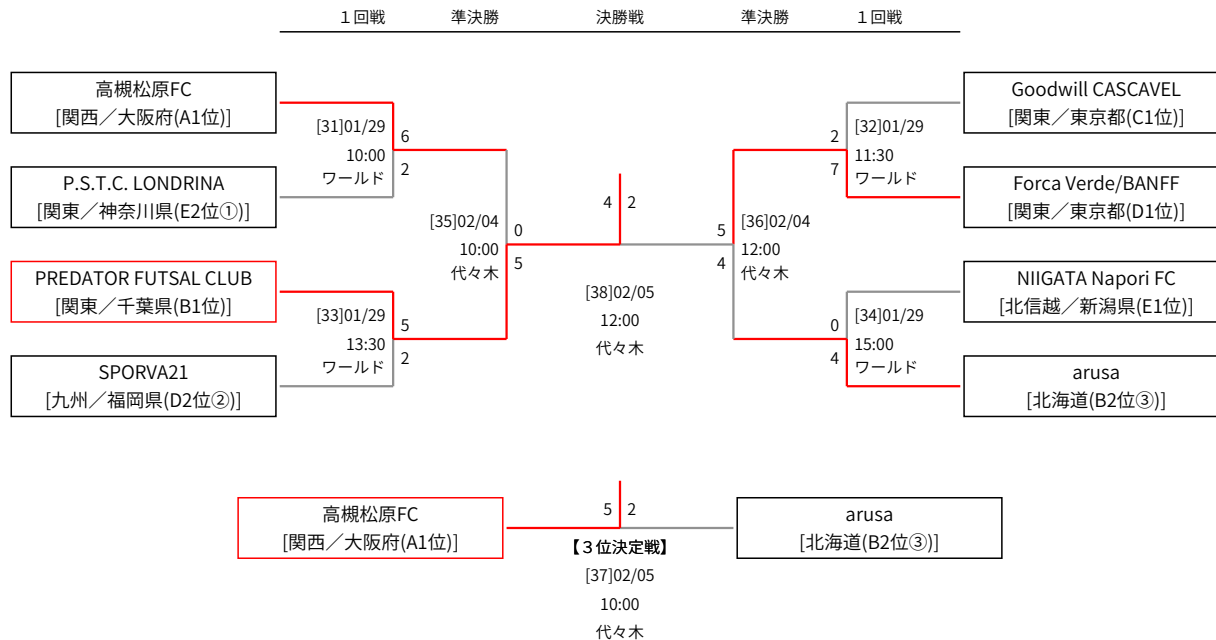 １回戦 準決勝 決勝戦 準決勝 １回戦
高槻松原FC
[関西／大阪府(A1位)]
P.S.T.C. LONDRINA
[関東／神奈川県(E2位①)]
PREDATOR FUTSAL CLUB
[関東／千葉県(B1位)]
SPORVA21
[九州／福岡県(D2位②)]
[31]01/29
10:00
ワールド
6
2
[33]01/29
13:30
ワールド
5
2
[35]02/04
10:00
代々木
0
5
4 2
[38]02/05
12:00
代々木
5
4
[36]02/04
12:00
代々木
2
7
[32]01/29
11:30
ワールド
0
4
[34]01/29
15:00
ワールド
Goodwill CASCAVEL
[関東／東京都(C1位)]
Forca Verde/BANFF
[関東／東京都(D1位)]
NIIGATA Napori FC
[北信越／新潟県(E1位)]
arusa
[北海道(B2位③)]
高槻松原FC
[関西／大阪府(A1位)]
5 2
【３位決定戦】
[37]02/05
10:00
代々木
arusa
[北海道(B2位③)]